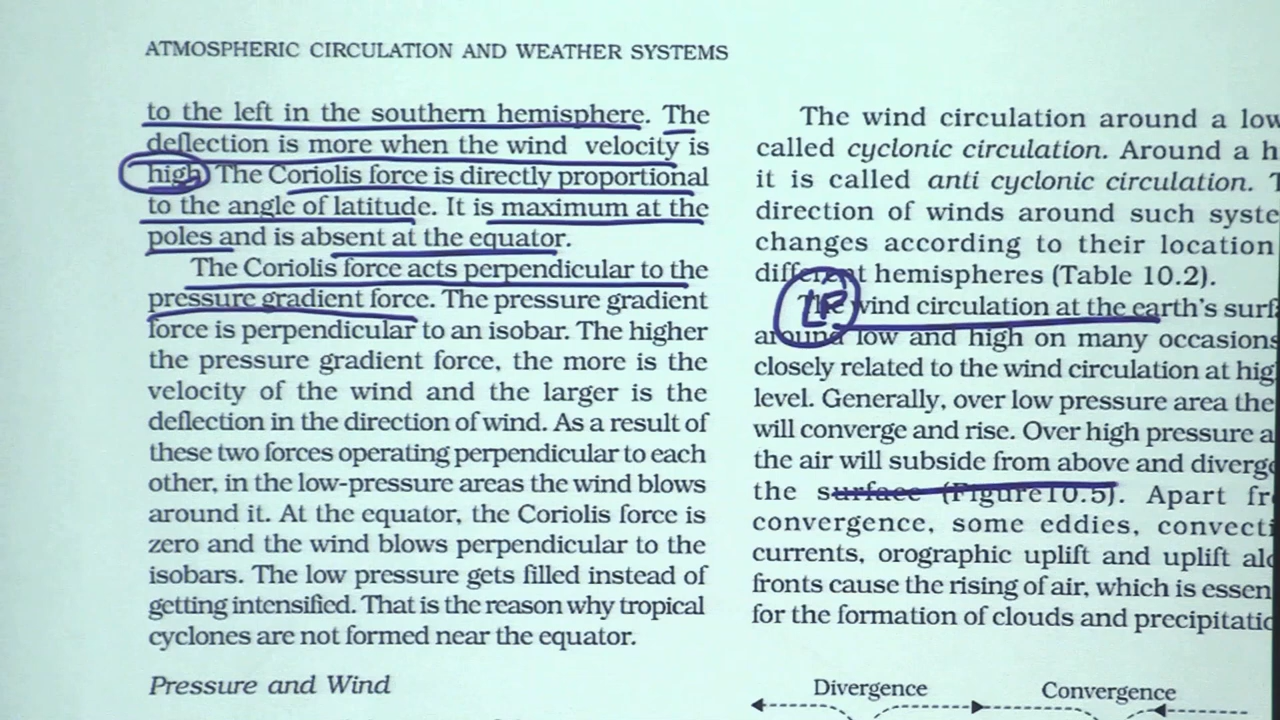 ATMOSPHERIC CIRCULATION AND WEATHER SYSTEMS
to the left in the southern hemisphere. The
deflection is more when the wind velocity is
high. The Coriolis force is directly proportional
to the angle of latitude. It is maximum at the
poles and is absent at the equator.
The Coriolis force acts perpendicular to the
pressure gradient force. The pressure gradient
force is perpendicular to an isobar. The higher
the pressure gradient force, the more is the
velocity of the wind and the larger is the
deflection in the direction of wind. As a result of
these two forces operating perpendicular to each
other, in the low-pressure areas the wind blows
around it. At the equator, the Coriolis force is
zero and the wind blows perpendicular to the
isobars. The low pressure gets filled instead of
getting intensified. That is the reason why tropical
cyclones are not formed near the equator.
Pressure and Wind
The wind circulation around a low
called cyclonic circulation. Around a h
it is called anti cyclonic circulation. T
direction of winds around such syste
changes according to their location
different hemispheres (Table 10.2).
LP
The wind circulation at the earth's surf
around low and high on many occasions
closely related to the wind circulation at hig
level. Generally, over low pressure area the
will converge and rise. Over high pressure a
the air will subside from above and diverge
the surface (Figure10.5). Apart fr
convergence, some eddies, convecti
currents, orographic uplift and uplift alo
fronts cause the rising of air, which is essen
for the formation of clouds and precipitatio
Divergence Convergence